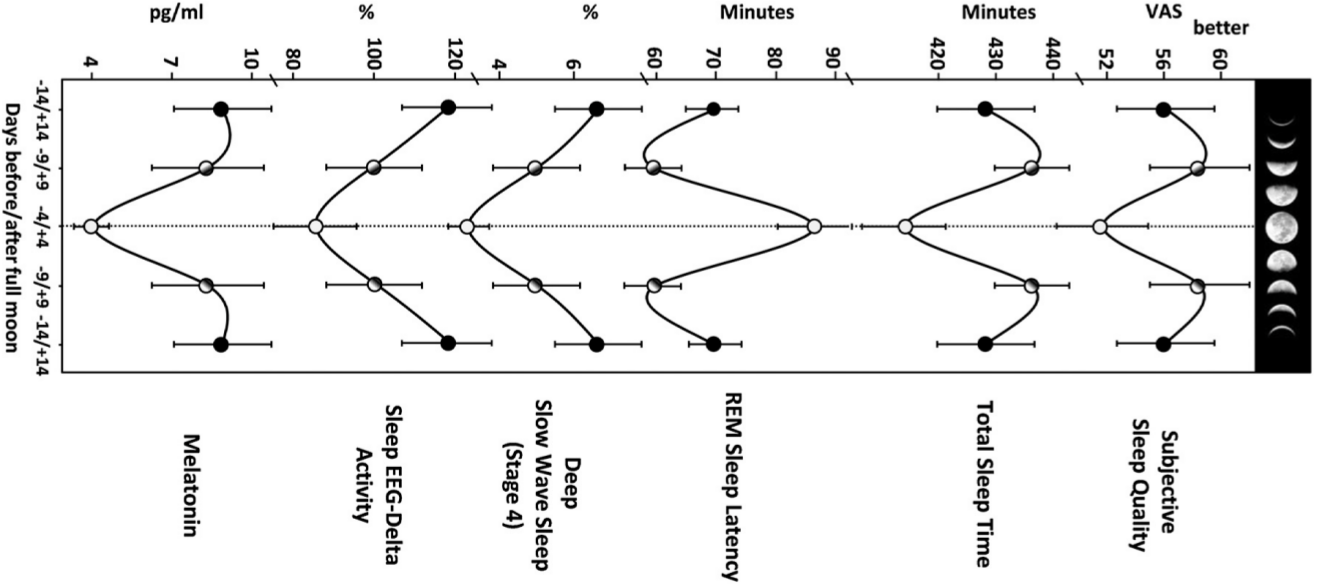 pg/ml
%
%
Minutes
Minutes
VAS
better
4 7 10
80 100 120
4 6
60 70 80 90
420 430 440
52 56 60
Days before/after full moon
-14/+14
-9/+9
-4/+4
-9/+9
-14/+14
Melatonin
Sleep EEG-Delta
Activity
Deep
Slow Wave Sleep
(Stage 4)
REM Sleep Latency
Total Sleep Time
Subjective
Sleep Quality